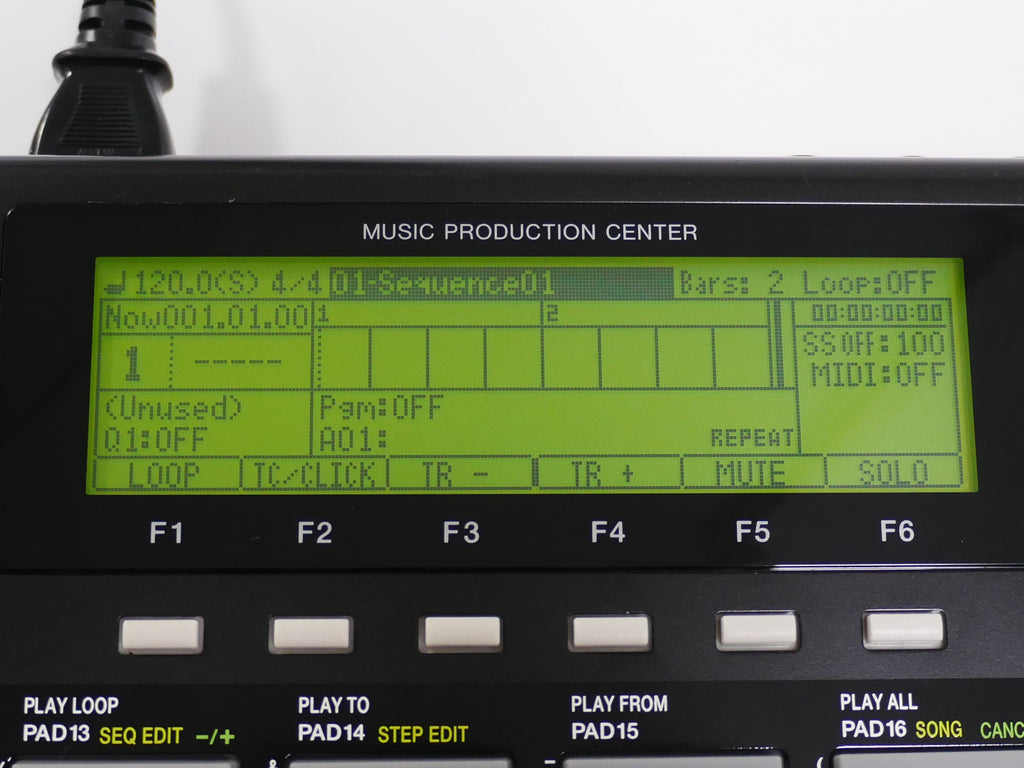 MUSIC PRODUCTION CENTER
♩120.0(S) 4/4 01-Sequence01 Bars: 2 Loop:OFF
Now001.01.00 1 2 00:00:00:00
1 ----- SS Off:100
MIDI:OFF
(Unused) Pgm:OFF
Q1:OFF A01: REPEAT
LOOP TC/CLICK TR - TR + MUTE SOLO
F1 F2 F3 F4 F5 F6
PLAY LOOP PLAY TO PLAY FROM PLAY ALL
PAD13 SEQ EDIT -/+ PAD14 STEP EDIT PAD15 PAD16 SONG CANC